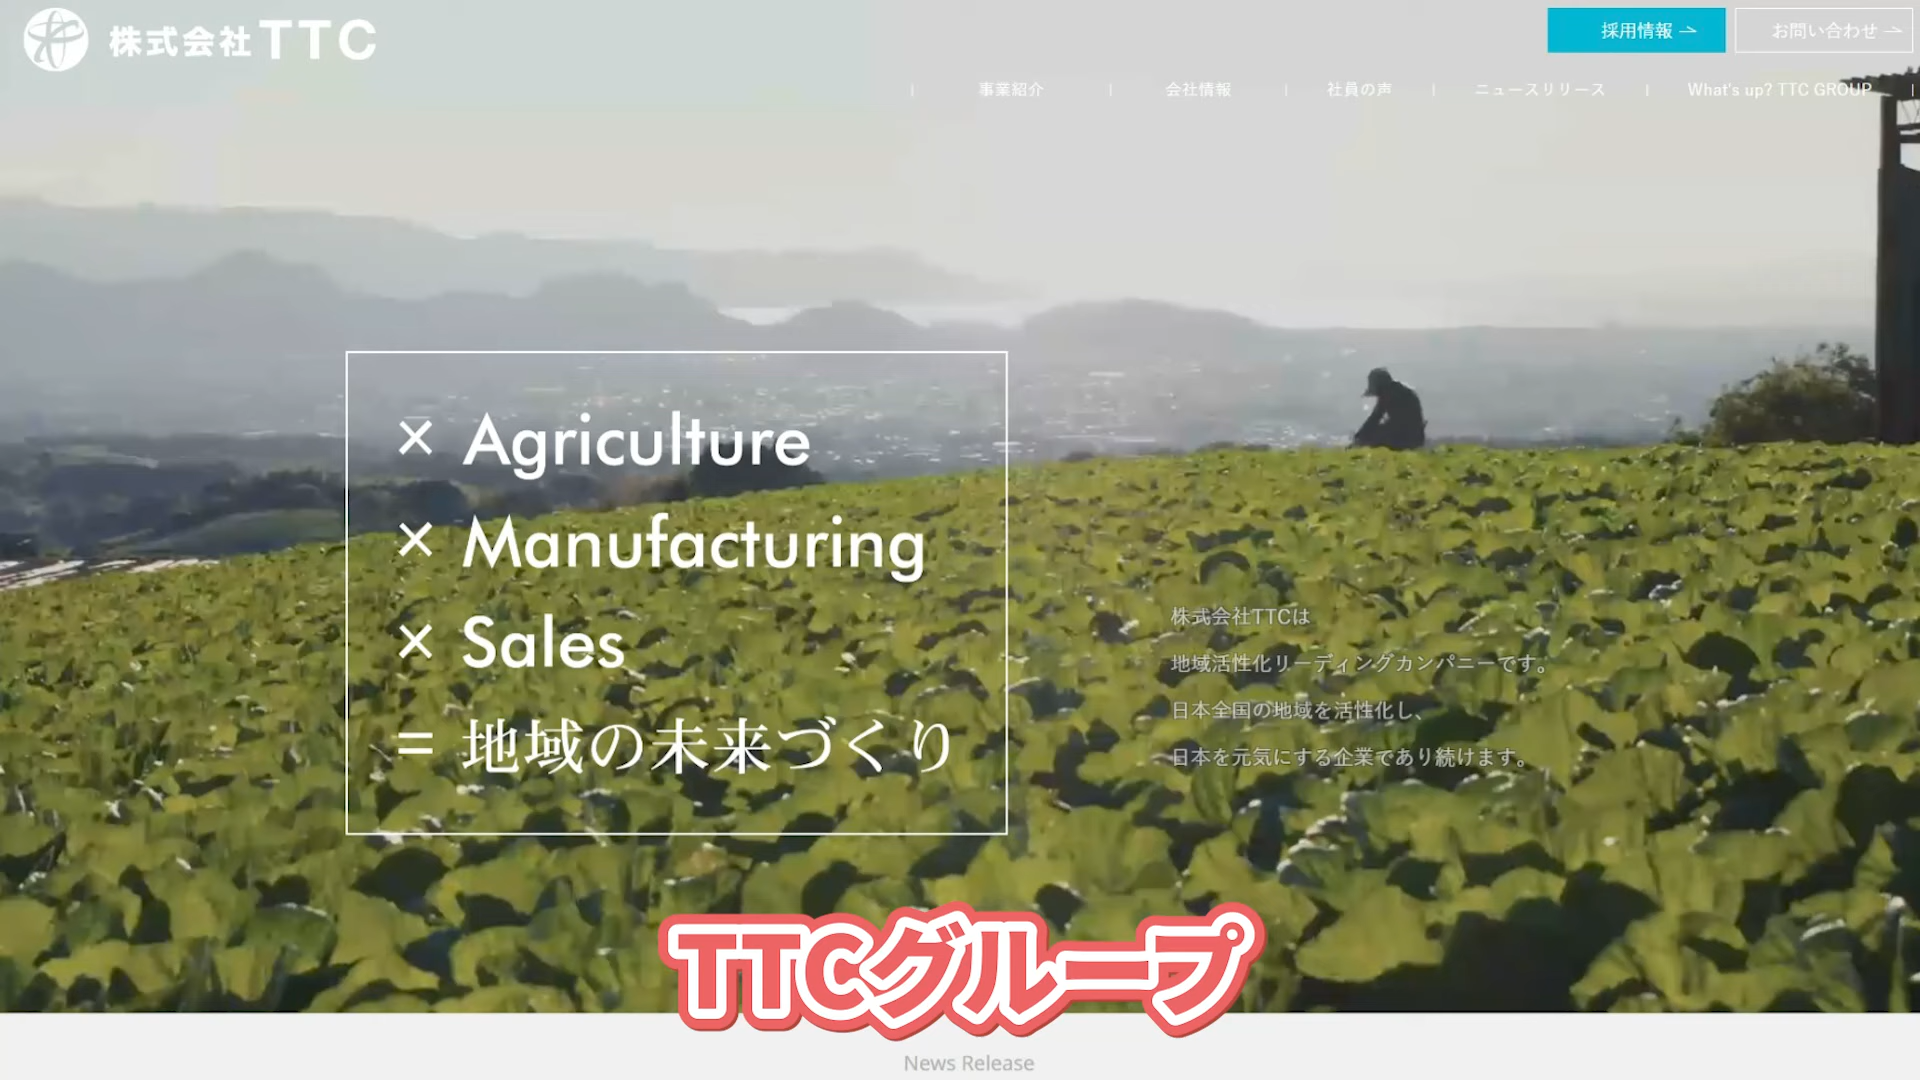 株式会社TTC
採用情報
お問い合わせ
事業紹介
会社情報
社員の声
ニュースリリース
What's up? TTC GROUP
× Agriculture
× Manufacturing
× Sales
= 地域の未来づくり
株式会社TTCは
地域活性化リーディングカンパニーです。
日本全国の地域を活性化し、
日本を元気にする企業であり続けます。
TTCグループ
News Release